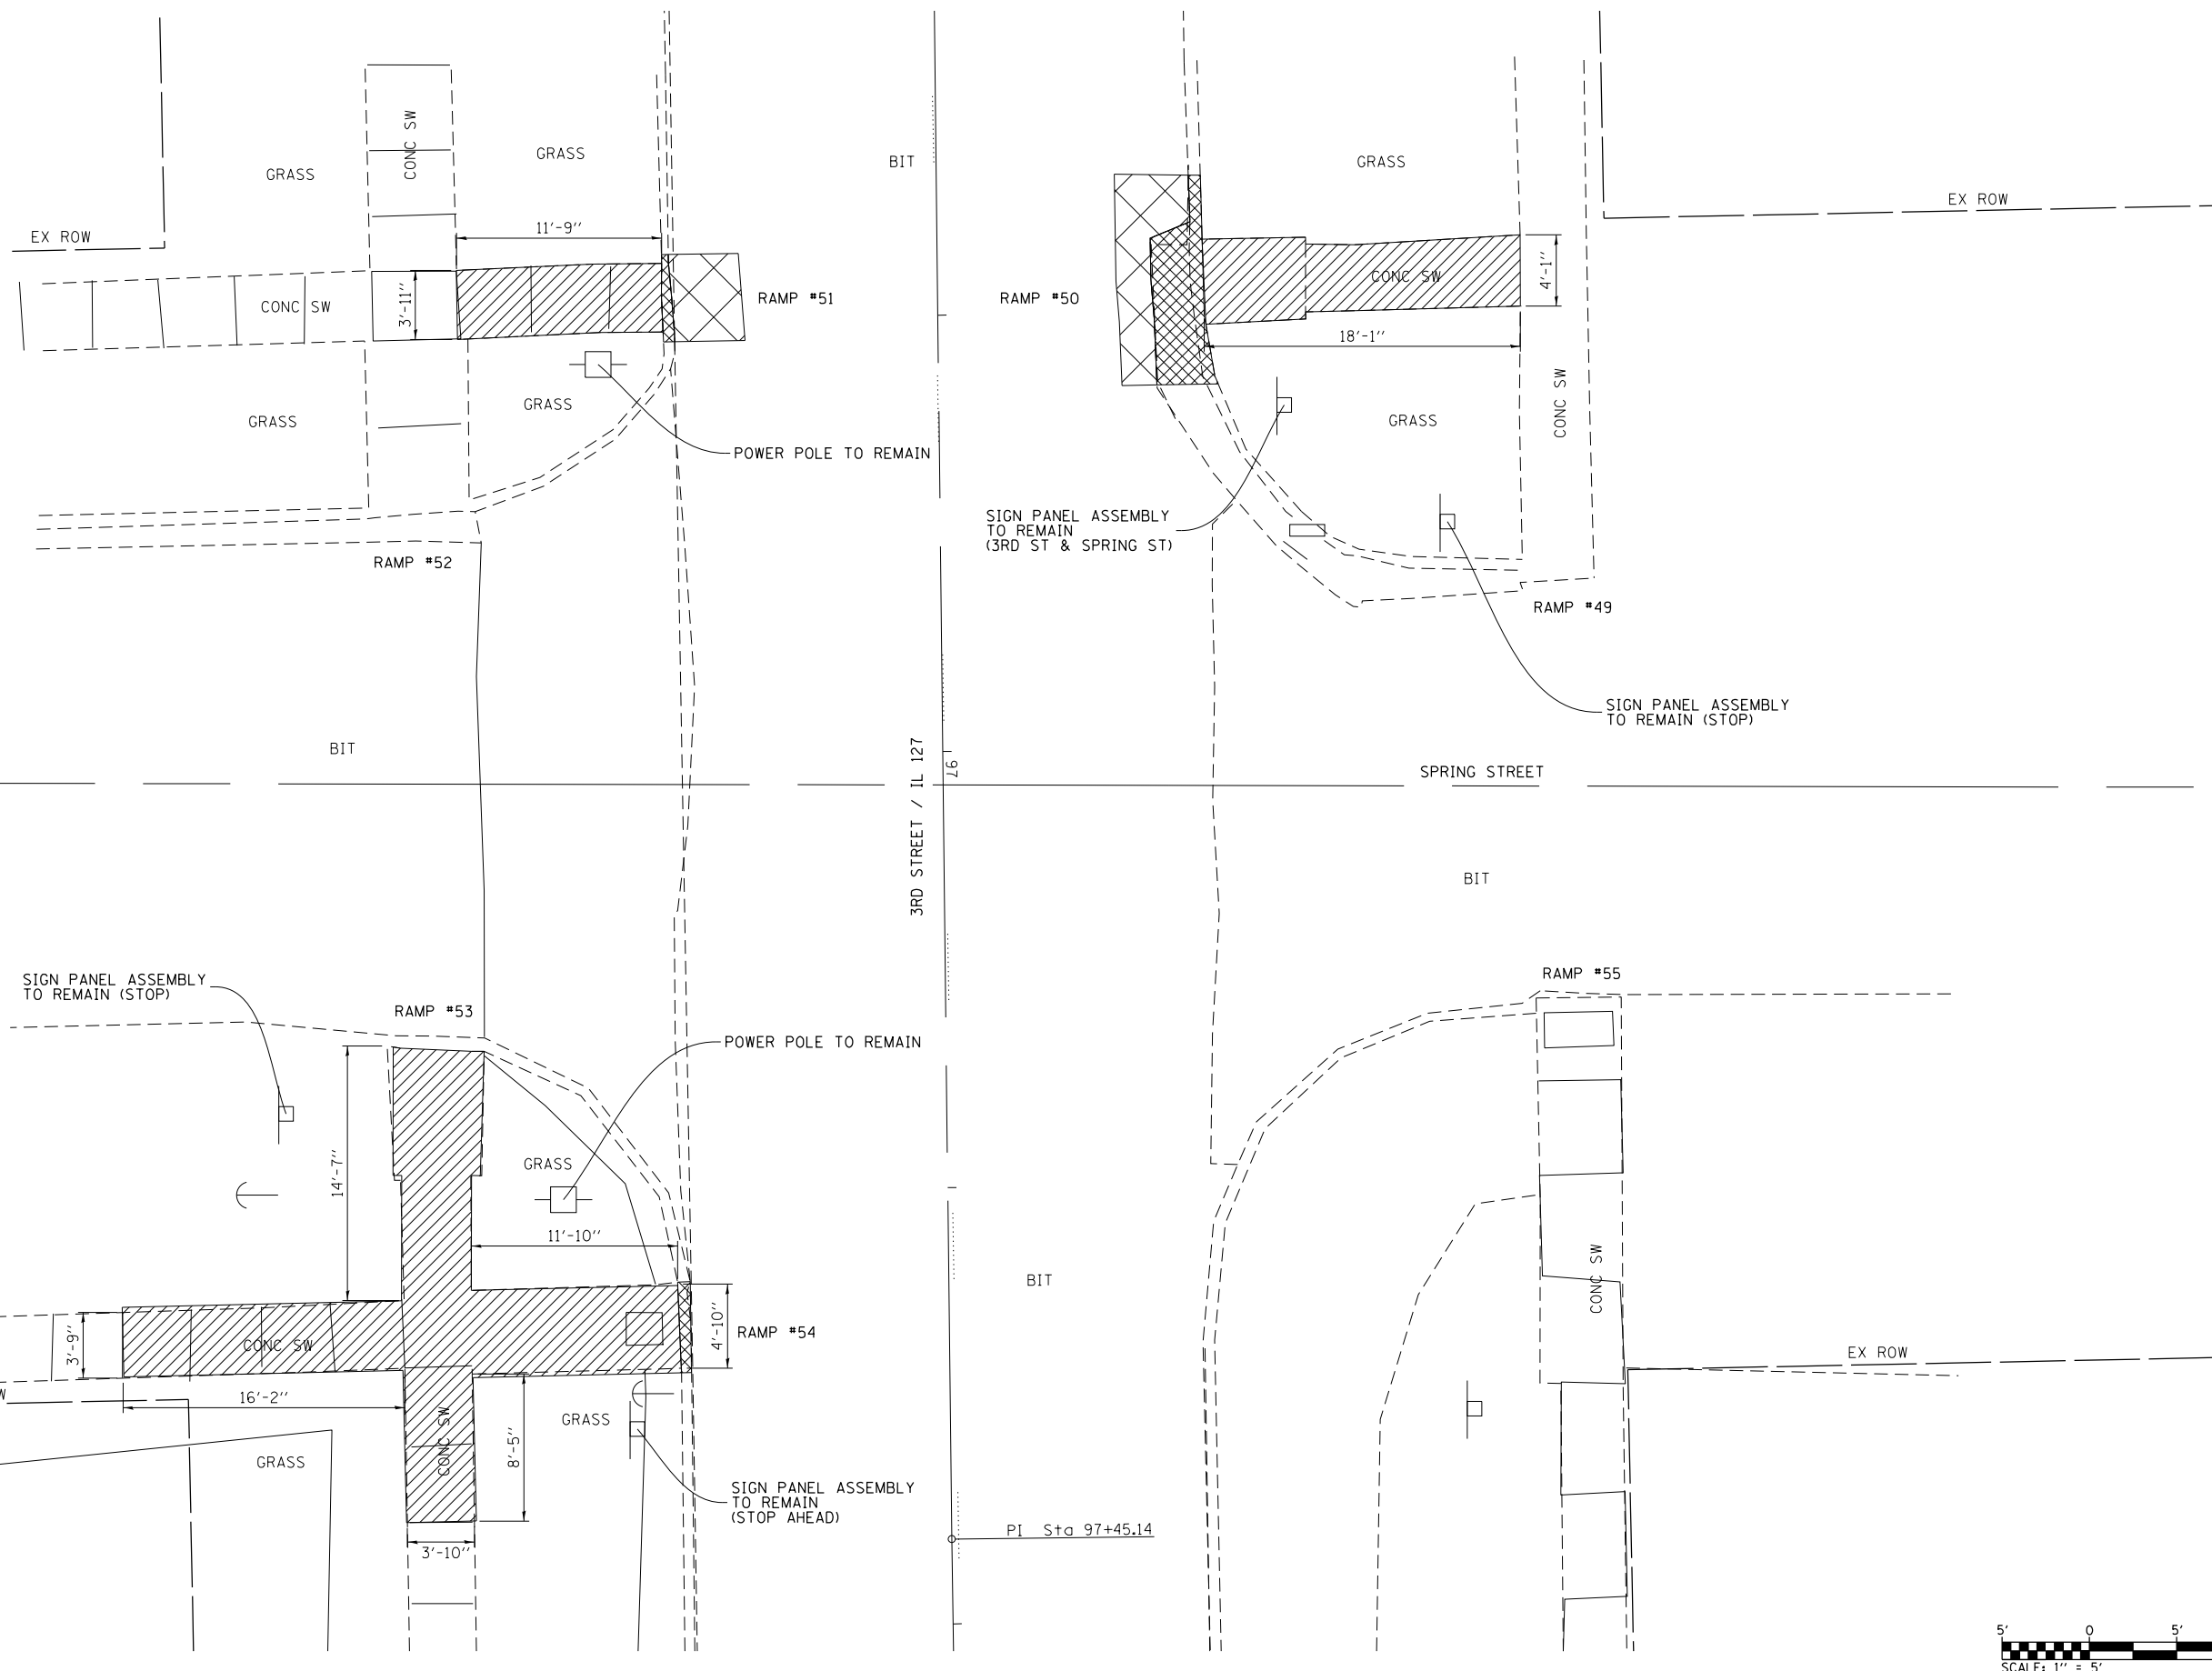 CONC SW
GRASS
GRASS
BIT
GRASS
EX ROW
EX ROW
11'-9"
3'-11"
CONC SW
RAMP #51
RAMP #50
CONC SW
4'-1"
18'-1"
GRASS
GRASS
CONC SW
GRASS
POWER POLE TO REMAIN
SIGN PANEL ASSEMBLY
TO REMAIN
(3RD ST & SPRING ST)
RAMP #52
RAMP #49
SIGN PANEL ASSEMBLY
TO REMAIN (STOP)
BIT
3RD STREET / IL 127
97
SPRING STREET
BIT
SIGN PANEL ASSEMBLY
TO REMAIN (STOP)
RAMP #53
RAMP #55
POWER POLE TO REMAIN
14'-7"
GRASS
11'-10"
BIT
CONC SW
3'-9"
CONC SW
4'-10"
RAMP #54
EX ROW
W
16'-2"
CONC SW
8'-5"
GRASS
GRASS
SIGN PANEL ASSEMBLY
TO REMAIN
(STOP AHEAD)
PI Sta 97+45.14
3'-10"
5' 0 5'
SCALE: 1" = 5'